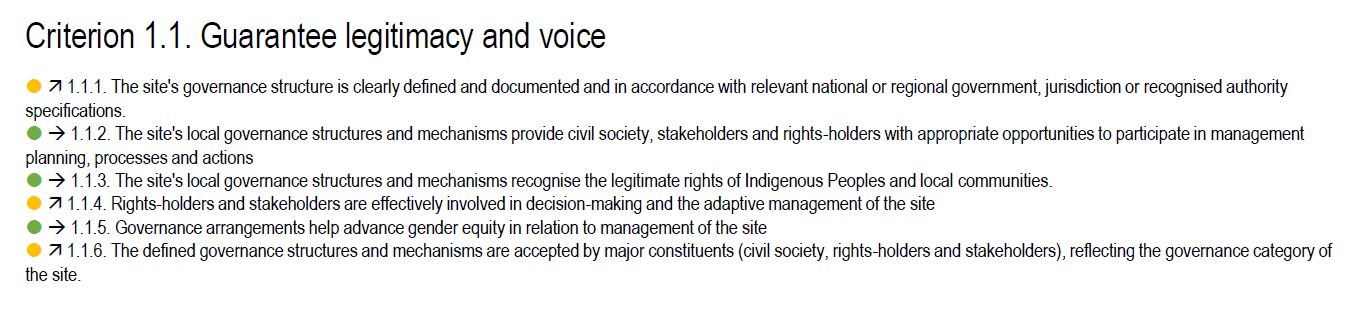 Criterion 1.1. Guarantee legitimacy and voice
↗ 1.1.1. The site's governance structure is clearly defined and documented and in accordance with relevant national or regional government, jurisdiction or recognised authority
specifications.
→ 1.1.2. The site's local governance structures and mechanisms provide civil society, stakeholders and rights-holders with appropriate opportunities to participate in management
planning, processes and actions
→ 1.1.3. The site's local governance structures and mechanisms recognise the legitimate rights of Indigenous Peoples and local communities.
↗ 1.1.4. Rights-holders and stakeholders are effectively involved in decision-making and the adaptive management of the site
→ 1.1.5. Governance arrangements help advance gender equity in relation to management of the site
↗ 1.1.6. The defined governance structures and mechanisms are accepted by major constituents (civil society, rights-holders and stakeholders), reflecting the governance category of
the site.